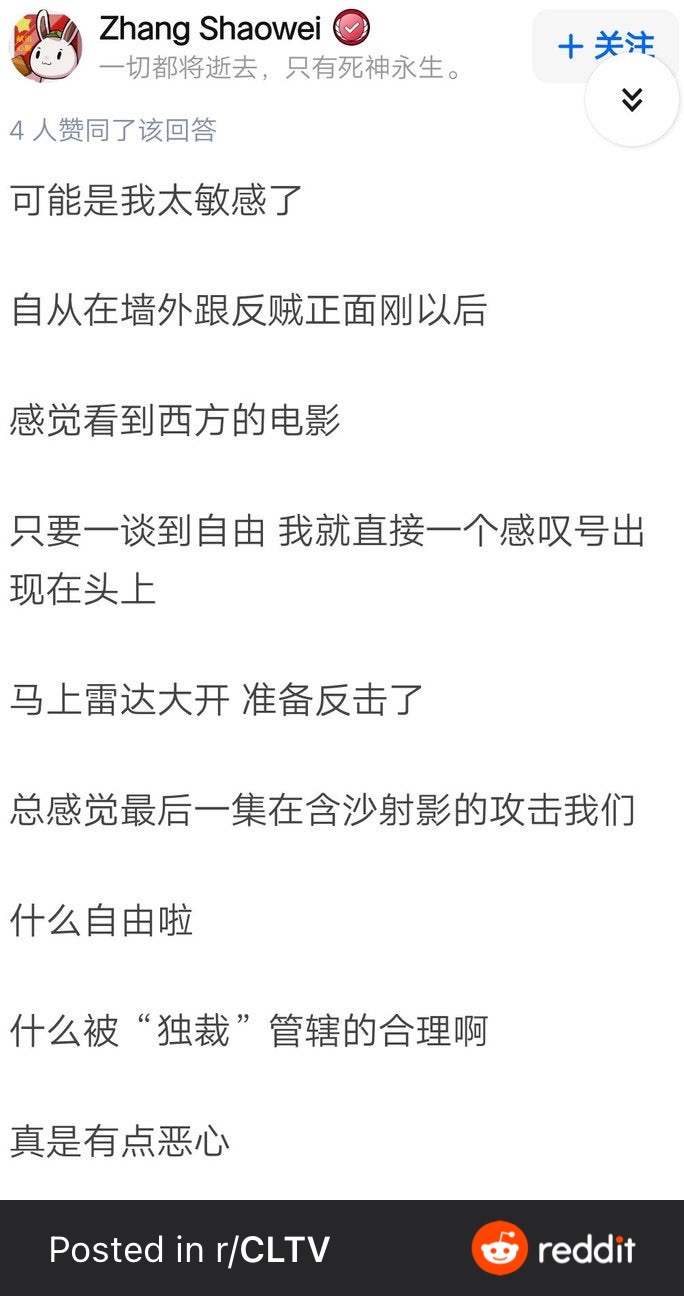 Zhang Shaowei
一切都将逝去，只有死神永生。
+ 关注
4 人赞同了该回答
可能是我太敏感了
自从在墙外跟反贼正面刚以后
感觉看到西方的电影
只要一谈到自由 我就直接一个感叹号出
现在头上
马上雷达大开 准备反击了
总感觉最后一集在含沙射影的攻击我们
什么自由啦
什么被“独裁”管辖的合理啊
真是有点恶心
Posted in r/CLTV
reddit